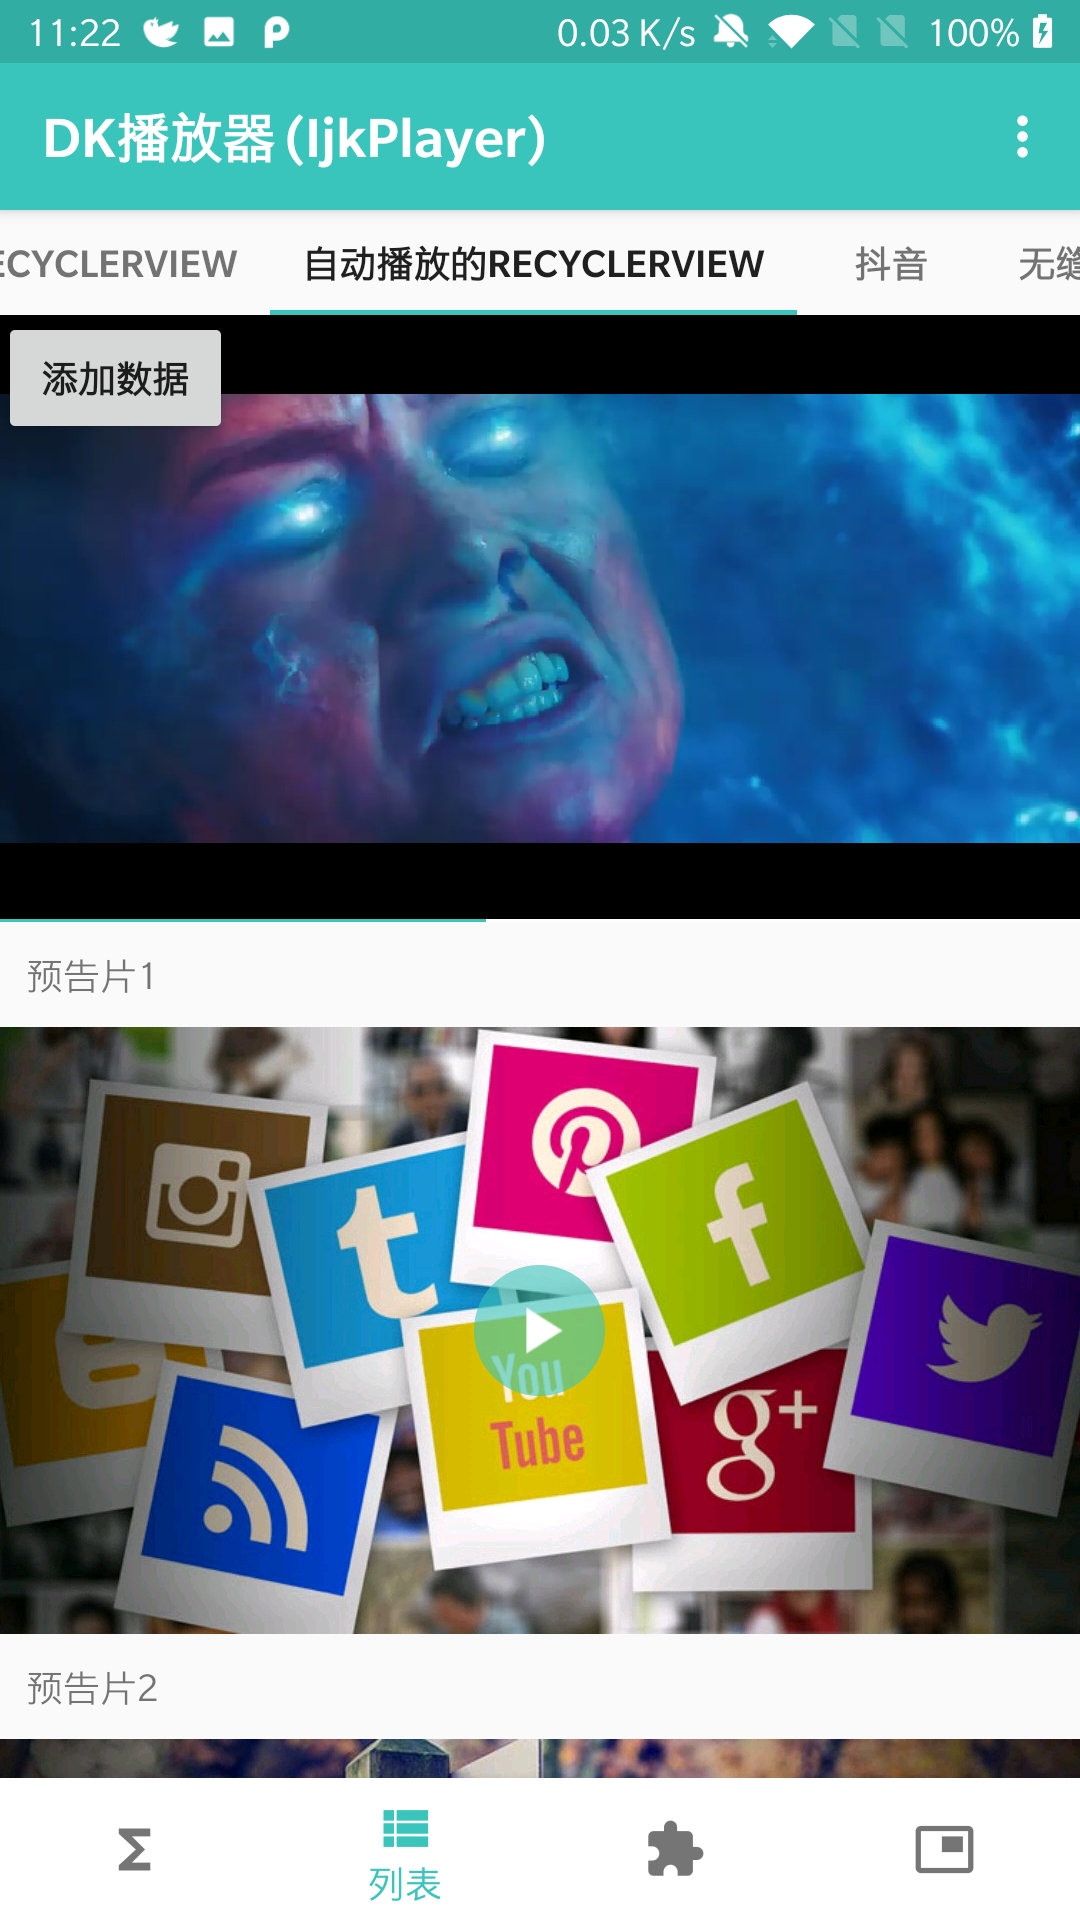 11:22 0.03 K/s 100%
DK播放器(IjkPlayer)
ECYCLERVIEW 自动播放的RECYCLERVIEW 抖音 无缝
添加数据
预告片1
t
f
You
Tube
g+
预告片2
列表